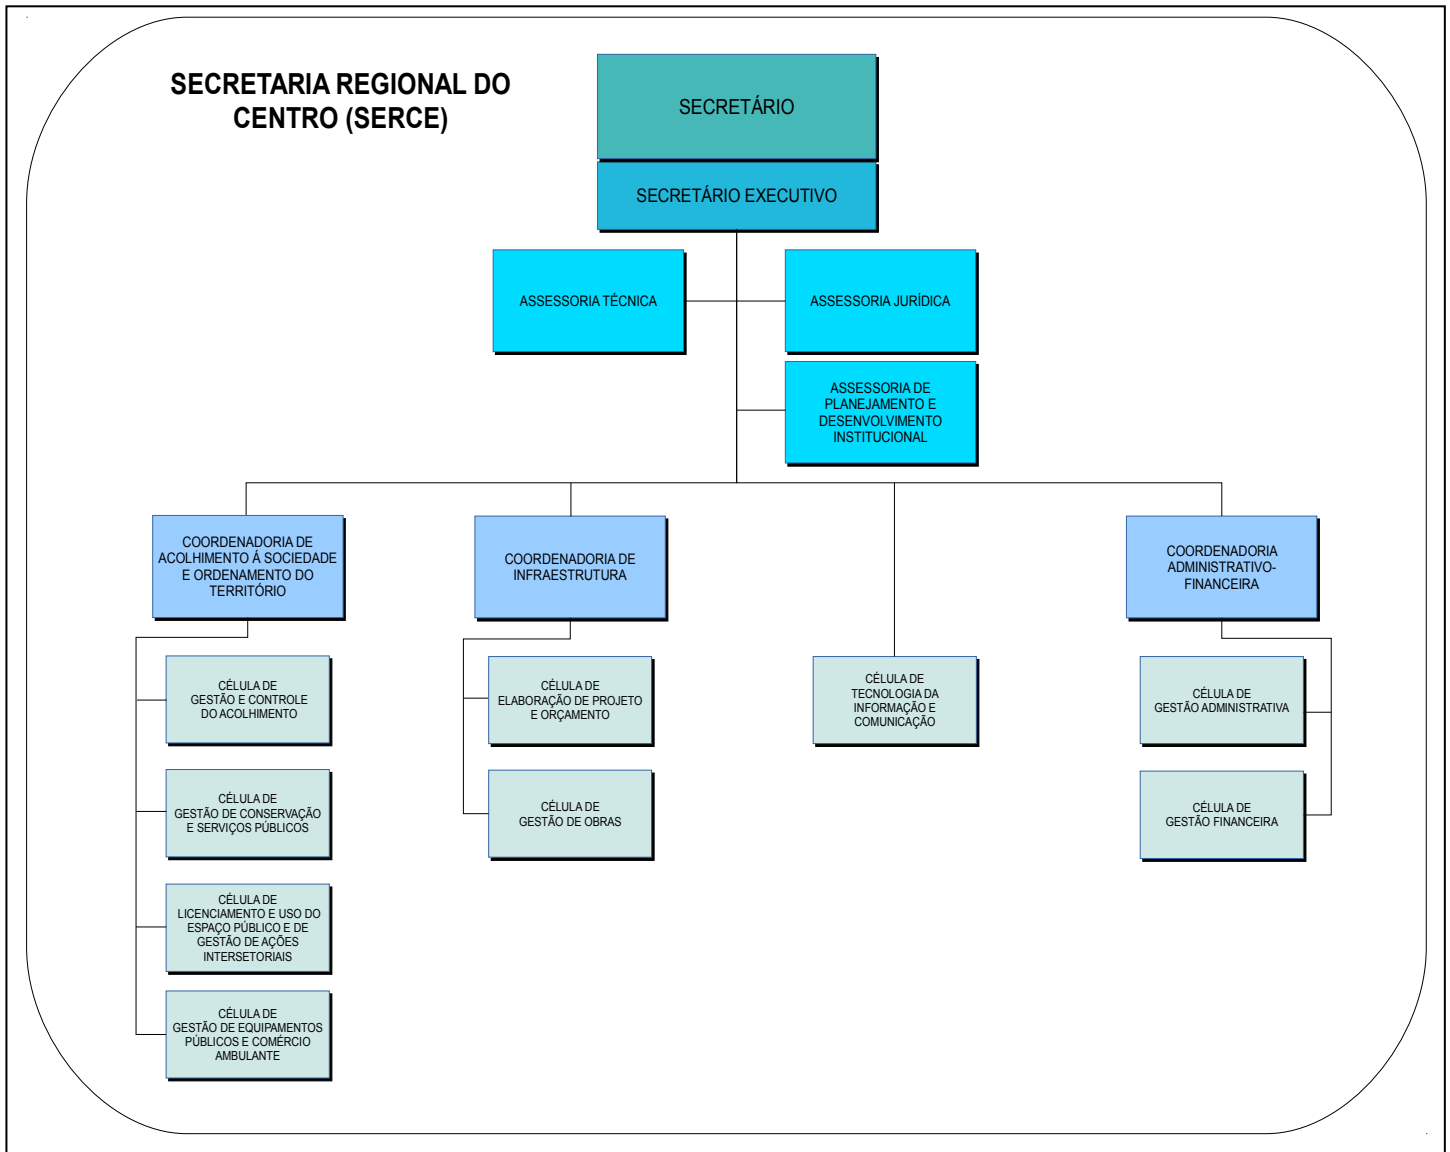 SECRETARIA REGIONAL DO
CENTRO (SERCE)
SECRETÁRIO
SECRETÁRIO EXECUTIVO
ASSESSORIA TÉCNICA
ASSESSORIA JURÍDICA
ASSESSORIA DE
PLANEJAMENTO E
DESENVOLVIMENTO
INSTITUCIONAL
COORDENADORIA DE
ACOLHIMENTO Á SOCIEDADE
E ORDENAMENTO DO
TERRITÓRIO
COORDENADORIA DE
INFRAESTRUTURA
COORDENADORIA
ADMINISTRATIVO-
FINANCEIRA
CÉLULA DE
GESTÃO E CONTROLE
DO ACOLHIMENTO
CÉLULA DE
ELABORAÇÃO DE PROJETO
E ORÇAMENTO
CÉLULA DE
TECNOLOGIA DA
INFORMAÇÃO E
COMUNICAÇÃO
CÉLULA DE
GESTÃO ADMINISTRATIVA
CÉLULA DE
GESTÃO DE CONSERVAÇÃO
E SERVIÇOS PÚBLICOS
CÉLULA DE
GESTÃO DE OBRAS
CÉLULA DE
GESTÃO FINANCEIRA
CÉLULA DE
LICENCIAMENTO E USO DO
ESPAÇO PÚBLICO E DE
GESTÃO DE AÇÕES
INTERSETORIAIS
CÉLULA DE
GESTÃO DE EQUIPAMENTOS
PÚBLICOS E COMÉRCIO
AMBULANTE